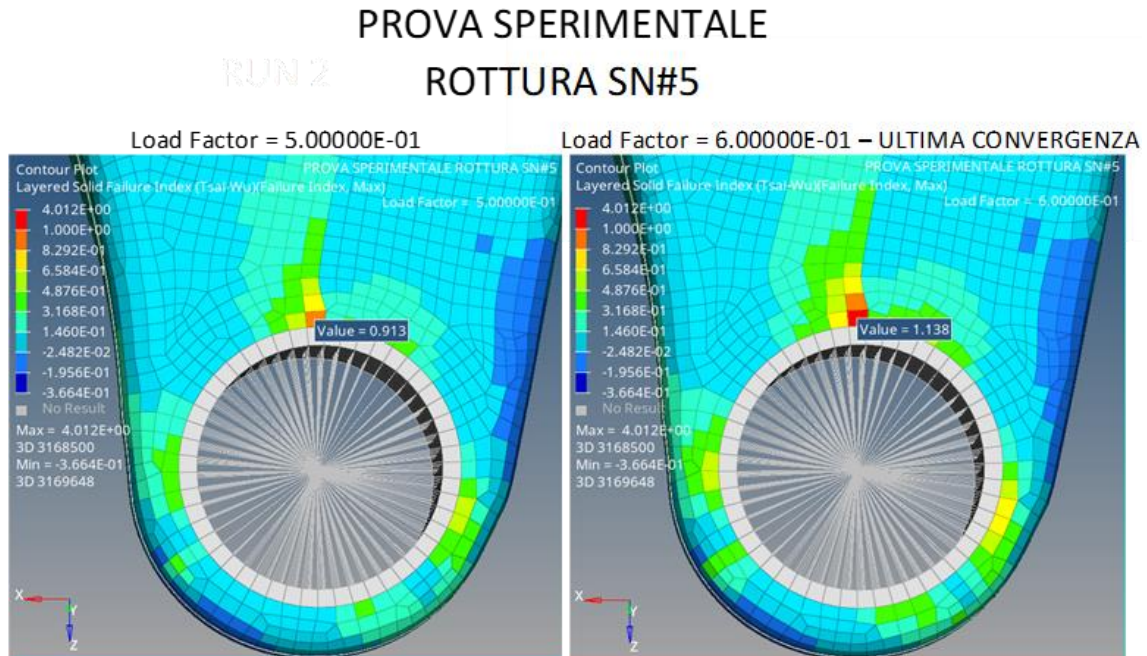 PROVA SPERIMENTALE
RUN 2
ROTTURA SN#5
Load Factor = 5.00000E-01
Load Factor = 6.00000E-01 – ULTIMA CONVERGENZA
Contour Plot
PROVA SPERIMENTALE ROTTURA SN#5
Layered Solid Failure Index (Tsai-Wu)(Failure Index, Max)
Load Factor = 5.00000E-01
4.012E+00
1.000E+00
8.292E-01
6.584E-01
4.876E-01
3.168E-01
1.460E-01
-2.482E-02
-1.956E-01
-3.664E-01
No Result
Max = 4.012E+00
3D 3168500
Min = -3.664E-01
3D 3169648
Value = 0.913
X
Y
Z
Contour Plot
PROVA SPERIMENTALE ROTTURA SN#5
Layered Solid Failure Index (Tsai-Wu)(Failure Index, Max)
Load Factor = 6.00000E-01
4.012E+00
1.000E+00
8.292E-01
6.584E-01
4.876E-01
3.168E-01
1.460E-01
-2.482E-02
-1.956E-01
-3.664E-01
No Result
Max = 4.012E+00
3D 3168500
Min = -3.664E-01
3D 3169648
Value = 1.138
X
Y
Z